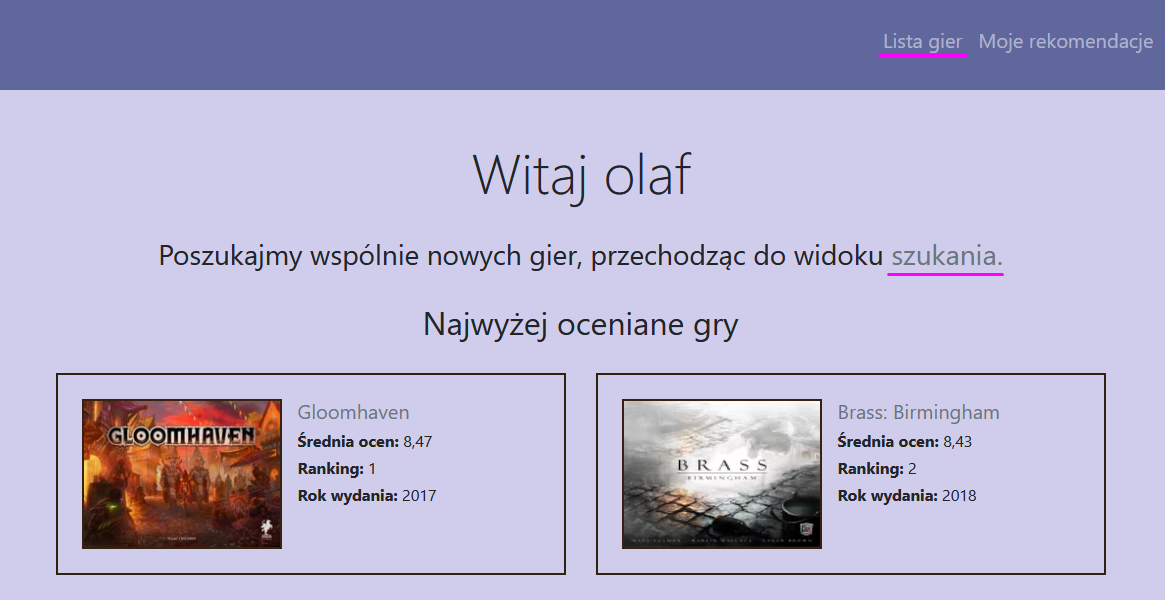 Lista gier Moje rekomendacje
Witaj olaf
Poszukajmy wspólnie nowych gier, przechodząc do widoku szukania.
Najwyżej oceniane gry
GLOOMHAVEN
Gloomhaven
Średnia ocen: 8,47
Ranking: 1
Rok wydania: 2017
BRASS
BIRMINGHAM
Brass: Birmingham
Średnia ocen: 8,43
Ranking: 2
Rok wydania: 2018